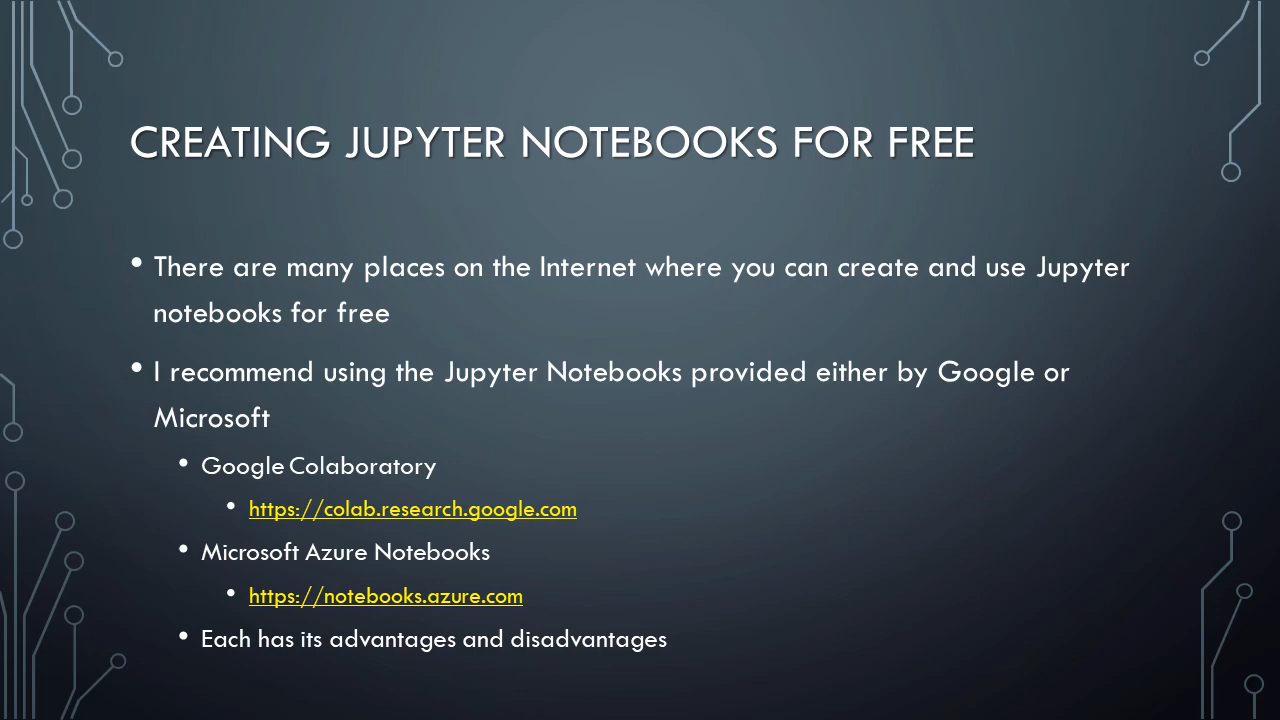 CREATING JUPYTER NOTEBOOKS FOR FREE
• There are many places on the Internet where you can create and use Jupyter
notebooks for free
• I recommend using the Jupyter Notebooks provided either by Google or
Microsoft
• Google Colaboratory
• https://colab.research.google.com
• Microsoft Azure Notebooks
• https://notebooks.azure.com
• Each has its advantages and disadvantages